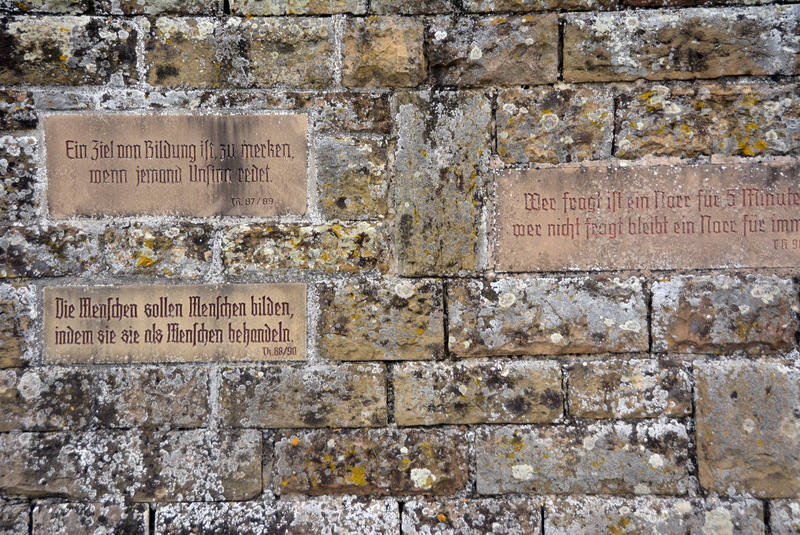 Ein Ziel von Bildung ist, zu merken,
wenn jemand Unsinn redet.
Th. 87/89
Wer fragt ist ein Narr für 5 Minute
wer nicht fragt bleibt ein Narr für imm
Die Menschen sollen Menschen bilden,
indem sie sie als Menschen behandeln.
Th. 88/90